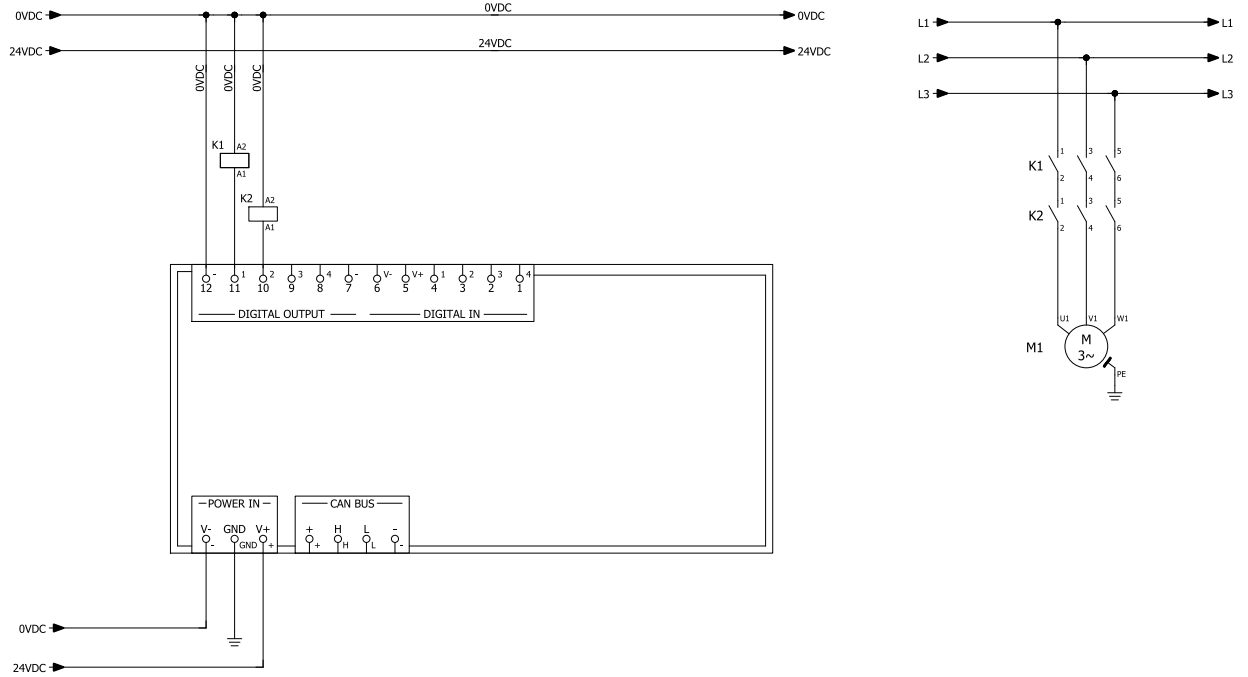 0VDC 0VDC 0VDC
24VDC 24VDC 24VDC
0VDC 0VDC 0VDC
K1 A2
A1
K2 A2
A1
- 1 2 3 4 - V- V+ 1 2 3 4
12 11 10 9 8 7 6 5 4 3 2 1
DIGITAL OUTPUT DIGITAL IN
POWER IN CAN BUS
V- GND V+ + H L -
- GND + + H L -
0VDC
24VDC
L1 L1
L2 L2
L3 L3
K1 1 3 5
2 4 6
K2 1 3 5
2 4 6
U1 V1 W1
M1 M
3~
PE